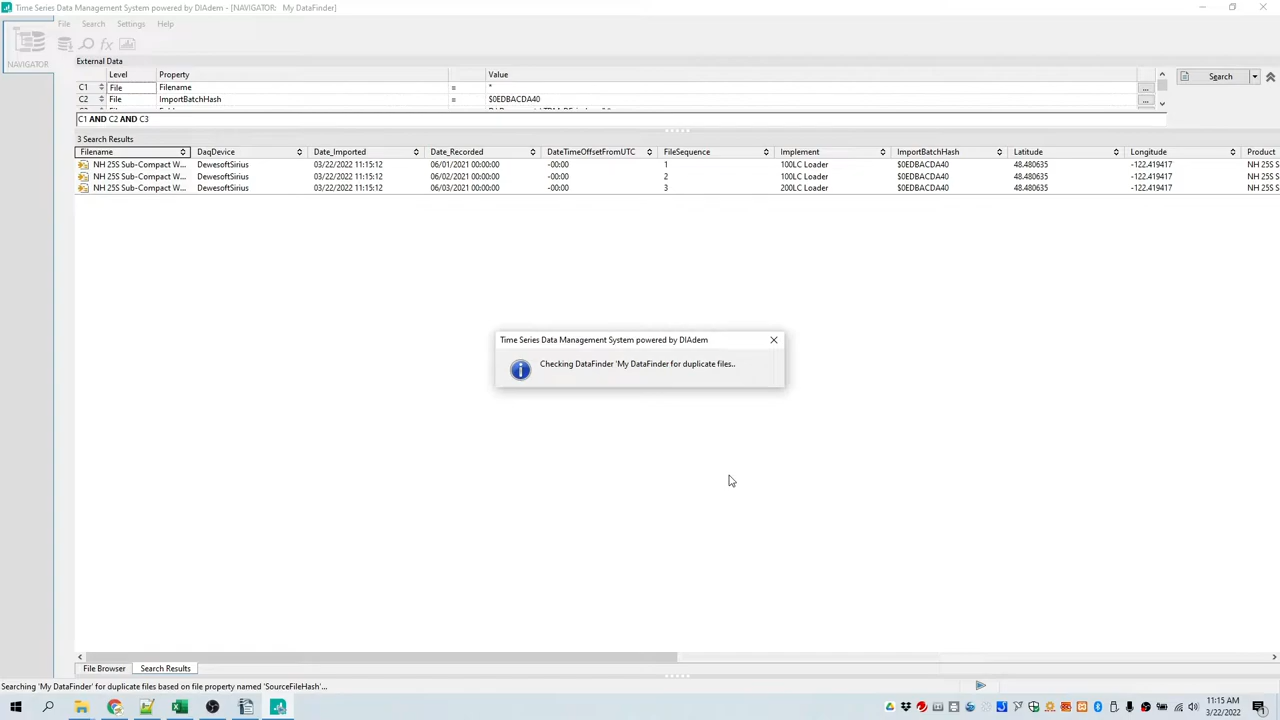 Time Series Data Management System powered by DIAdem - [NAVIGATOR:   My DataFinder]
File Search Settings Help
NAVIGATOR
External Data
Level Property Value
C1 File Filename = *
C2 File ImportBatchHash = $0EDBACDA40
Search
C1 AND C2 AND C3
3 Search Results
Filename DaqDevice Date_Imported Date_Recorded DateTimeOffsetFromUTC FileSequence Implement ImportBatchHash Latitude Longitude Product
NH 25S Sub-Compact W... DewesoftSirius 03/22/2022 11:15:12 06/01/2021 00:00:00 -00:00 1 100LC Loader $0EDBACDA40 48.480635 -122.419417 NH 25S S
NH 25S Sub-Compact W... DewesoftSirius 03/22/2022 11:15:12 06/02/2021 00:00:00 -00:00 2 100LC Loader $0EDBACDA40 48.480635 -122.419417 NH 25S S
NH 25S Sub-Compact W... DewesoftSirius 03/22/2022 11:15:12 06/03/2021 00:00:00 -00:00 3 200LC Loader $0EDBACDA40 48.480635 -122.419417 NH 25S S
Time Series Data Management System powered by DIAdem
Checking DataFinder 'My DataFinder for duplicate files..
File Browser Search Results
Searching 'My DataFinder' for duplicate files based on file property named 'SourceFileHash'...
11:15 AM
3/22/2022